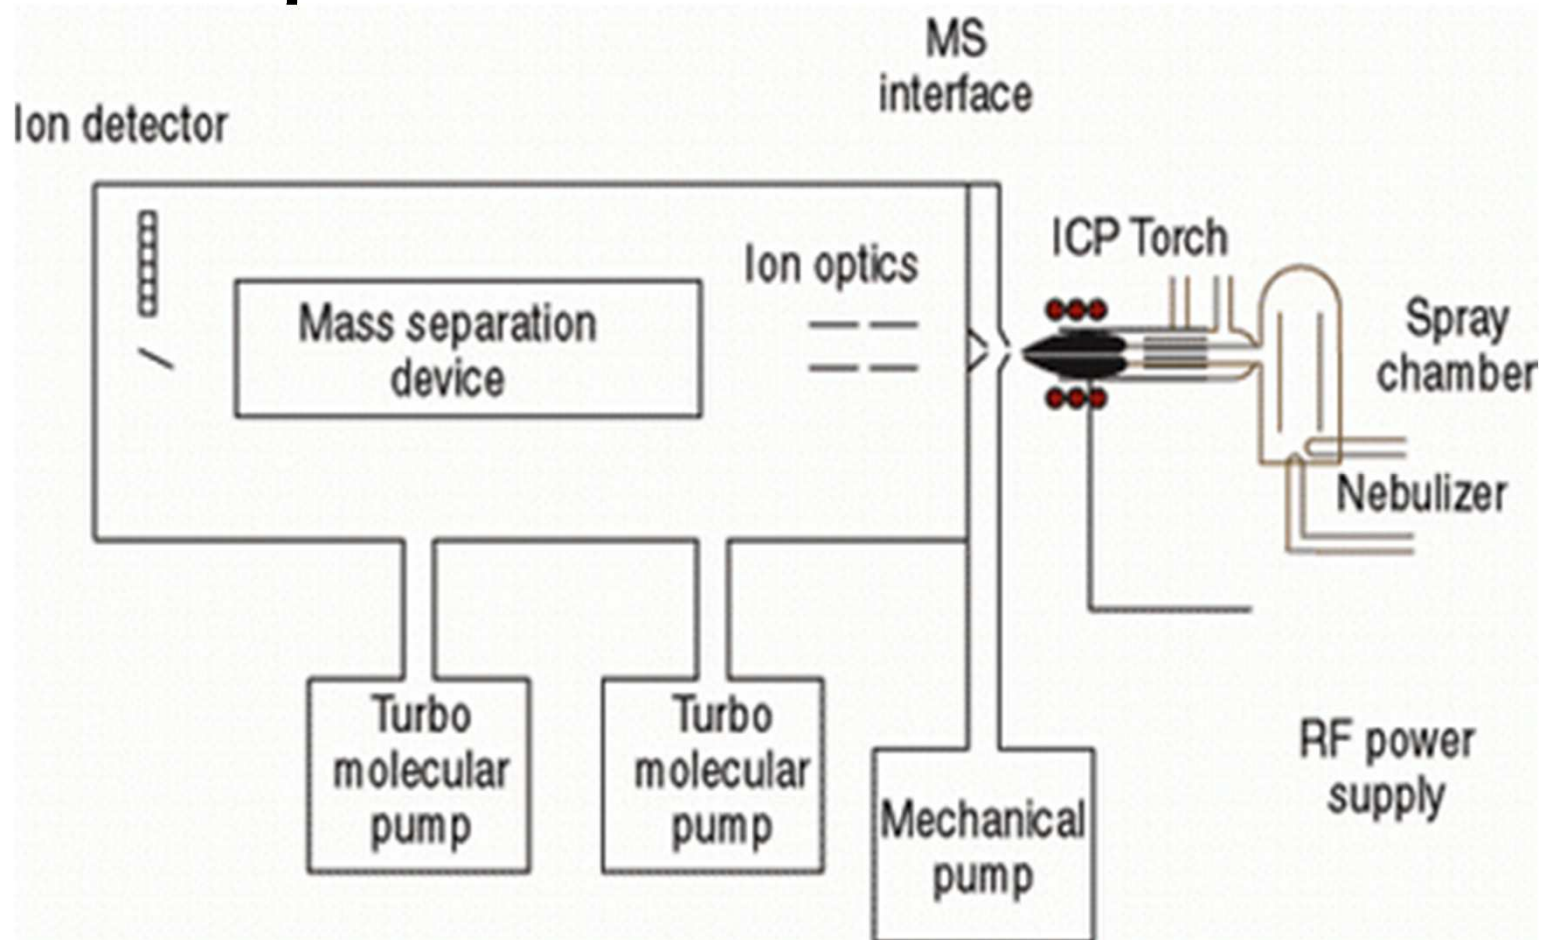 MS
interface
Ion detector
ICP Torch
Ion optics
Mass separation
device
Spray
chamber
Nebulizer
Turbo
molecular
pump
Turbo
molecular
pump
Mechanical
pump
RF power
supply